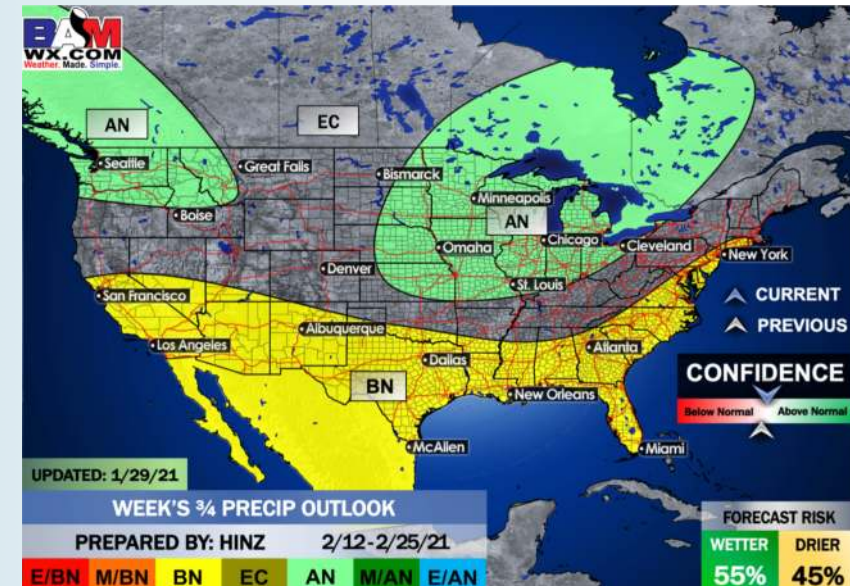 BAM
WX.COM
Weather. Made. Simple.
AN
EC
Seattle
Great Falls
Bismarck
Boise
Minneapolis
AN
Omaha
Chicago
Cleveland
New York
Denver
St. Louis
San Francisco
CURRENT
PREVIOUS
Albuquerque
Los Angeles
Atlanta
Dallas
CONFIDENCE
BN
New Orleans
Below Normal
Above Normal
McAllen
Miami
UPDATED: 1/29/21
WEEK'S ¾ PRECIP OUTLOOK
PREPARED BY: HINZ 2/12-2/25/21
E/BN M/BN BN EC AN M/AN E/AN
FORECAST RISK
WETTER DRIER
55% 45%